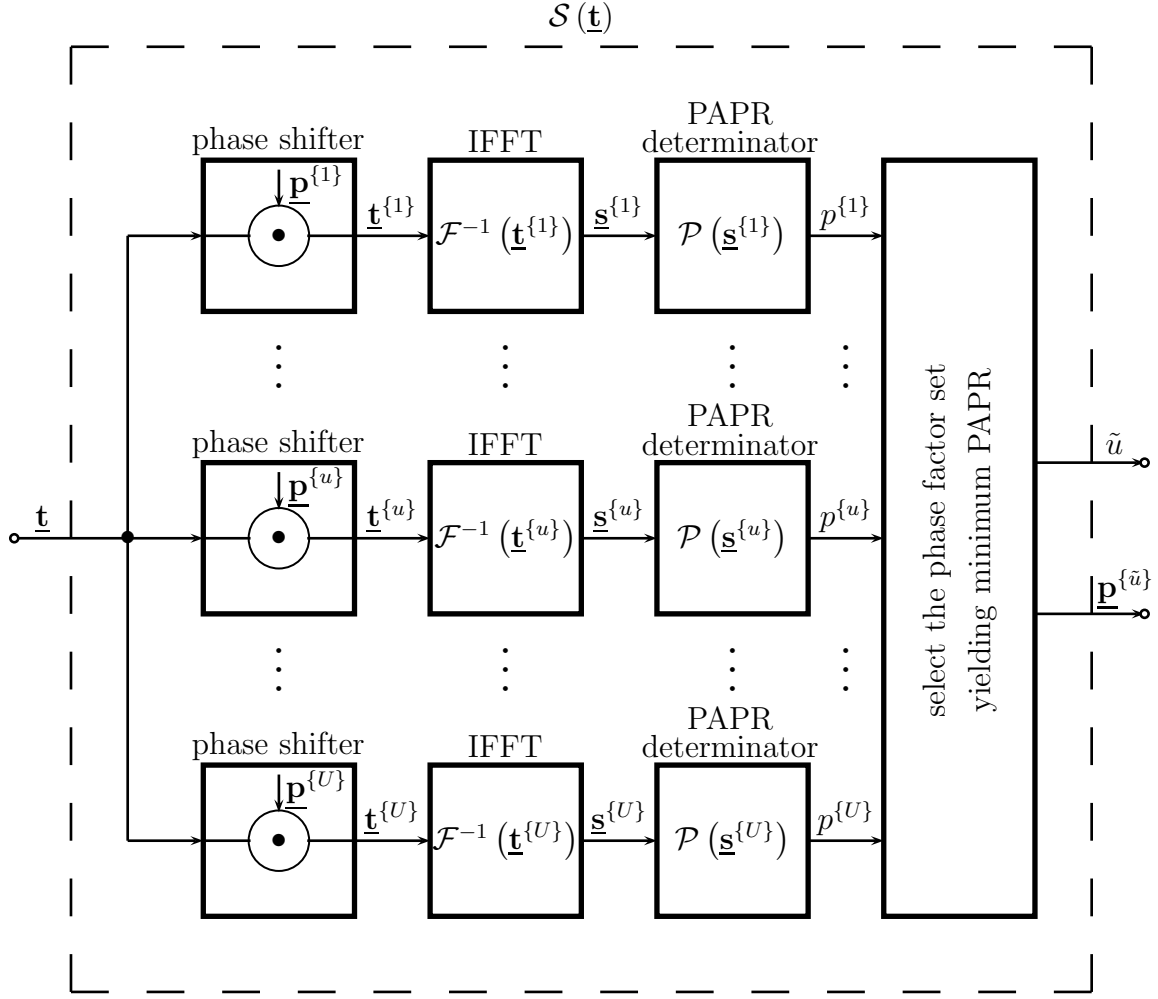 𝒮 (t)
phase shifter
IFFT
PAPR
determinator
p^{1}
t^{1}
ℱ⁻¹ (t^{1})
s^{1}
𝒫 (s^{1})
p^{1}
phase shifter
IFFT
PAPR
determinator
p^{u}
t^{u}
ℱ⁻¹ (t^{u})
s^{u}
𝒫 (s^{u})
p^{u}
phase shifter
IFFT
PAPR
determinator
p^{U}
t^{U}
ℱ⁻¹ (t^{U})
s^{U}
𝒫 (s^{U})
p^{U}
t
select the phase factor set
yielding minimum PAPR
ũ
p^{ũ}